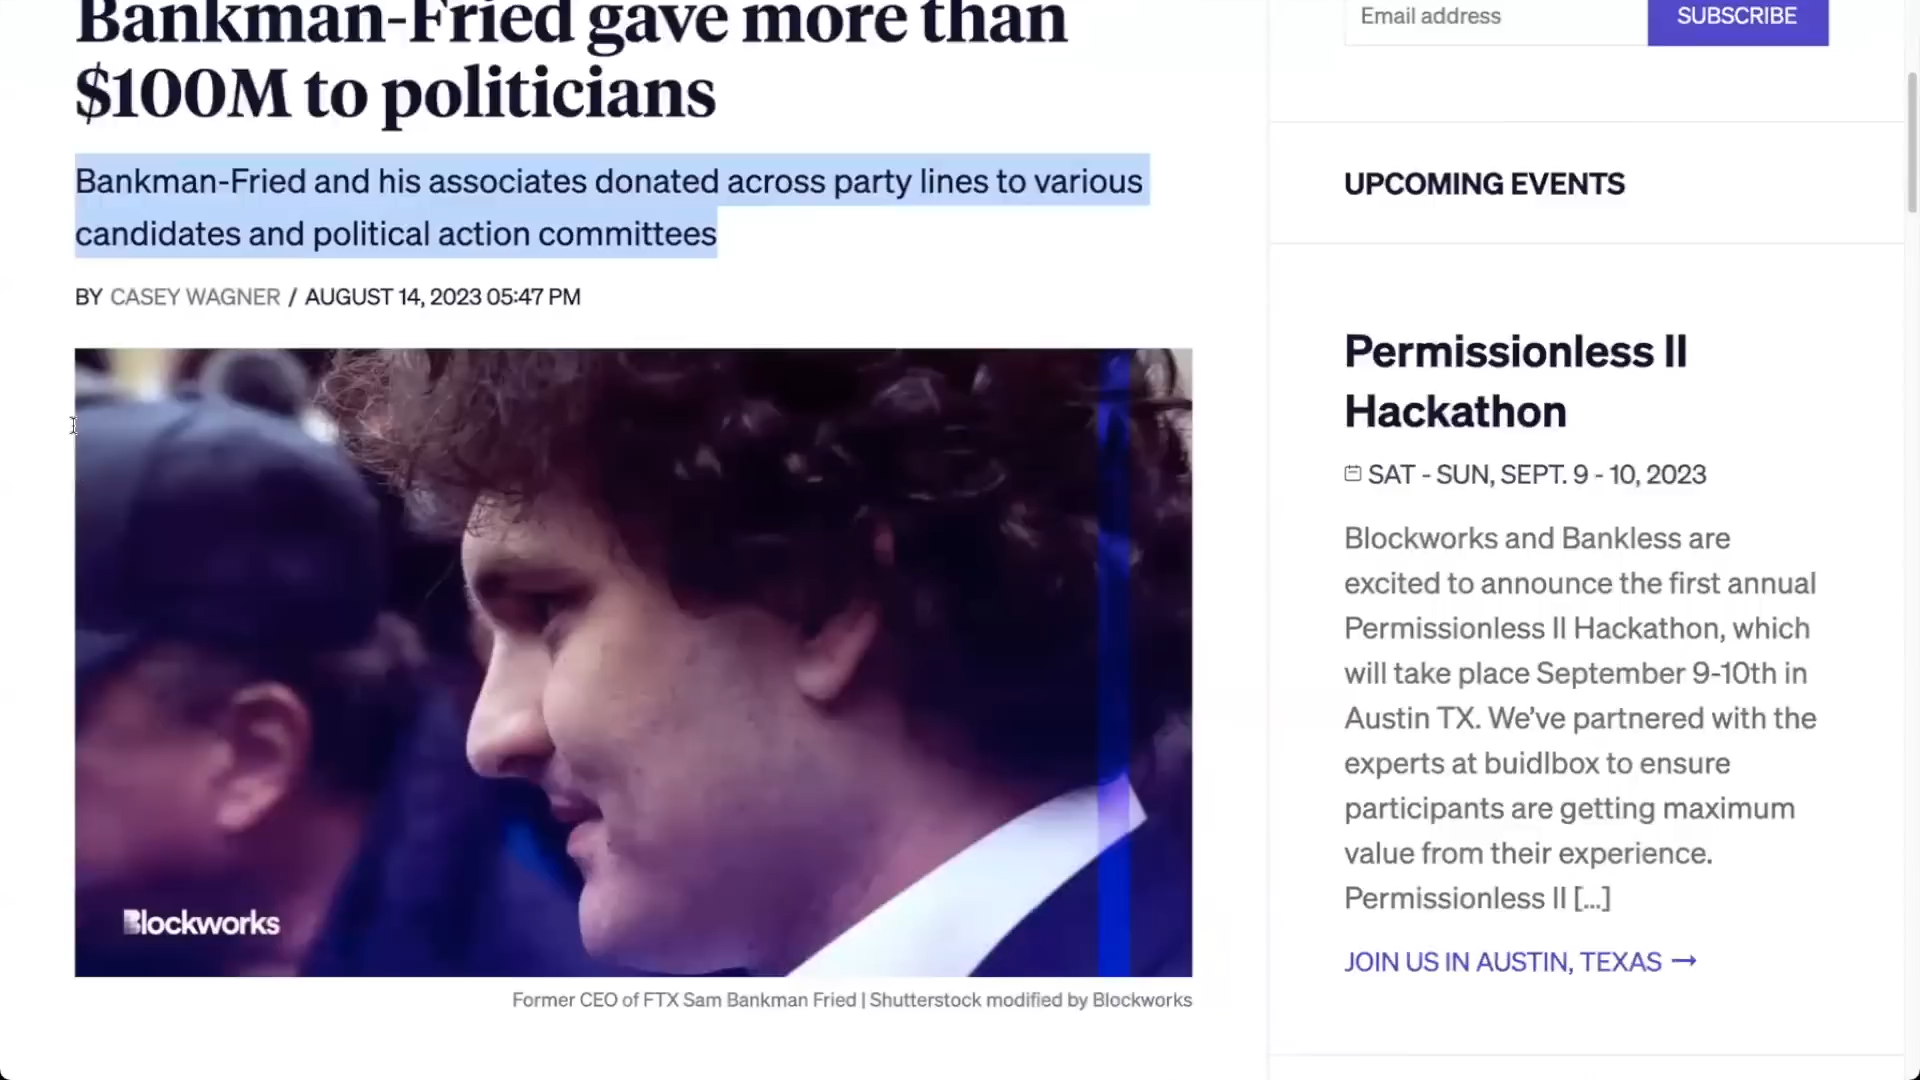 Bankman-Fried gave more than
$100M to politicians
Bankman-Fried and his associates donated across party lines to various
candidates and political action committees
BY CASEY WAGNER / AUGUST 14, 2023 05:47 PM
Blockworks
Former CEO of FTX Sam Bankman Fried | Shutterstock modified by Blockworks
Email address
SUBSCRIBE
UPCOMING EVENTS
Permissionless II
Hackathon
SAT - SUN, SEPT. 9 - 10, 2023
Blockworks and Bankless are
excited to announce the first annual
Permissionless II Hackathon, which
will take place September 9-10th in
Austin TX. We’ve partnered with the
experts at buidlbox to ensure
participants are getting maximum
value from their experience.
Permissionless II [...]
JOIN US IN AUSTIN, TEXAS →